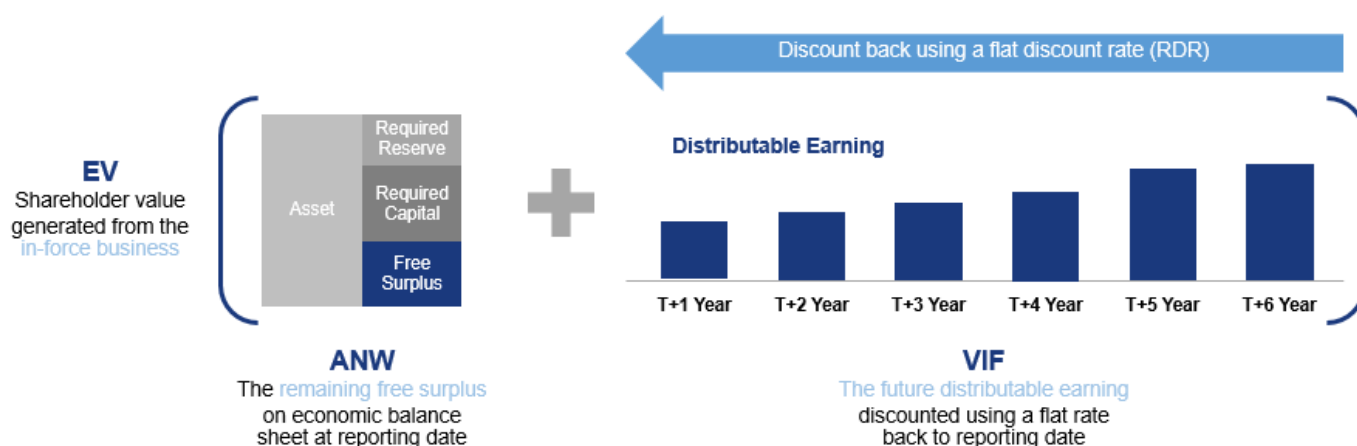 Discount back using a flat discount rate (RDR)
EV
Shareholder value
generated from the
in-force business
Asset
Required
Reserve
Required
Capital
Free
Surplus
Distributable Earning
T+1 Year
T+2 Year
T+3 Year
T+4 Year
T+5 Year
T+6 Year
ANW
The remaining free surplus
on economic balance
sheet at reporting date
VIF
The future distributable earning
discounted using a flat rate
back to reporting date